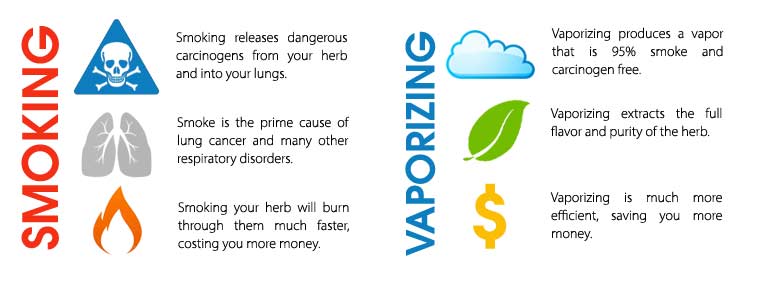 SMOKING
Smoking releases dangerous
carcinogens from your herb
and into your lungs.
Smoke is the prime cause of
lung cancer and many other
respiratory disorders.
Smoking your herb will burn
through them much faster,
costing you more money.
VAPORIZING
Vaporizing produces a vapor
that is 95% smoke and
carcinogen free.
Vaporizing extracts the full
flavor and purity of the herb.
$
Vaporizing is much more
efficient, saving you more
money.